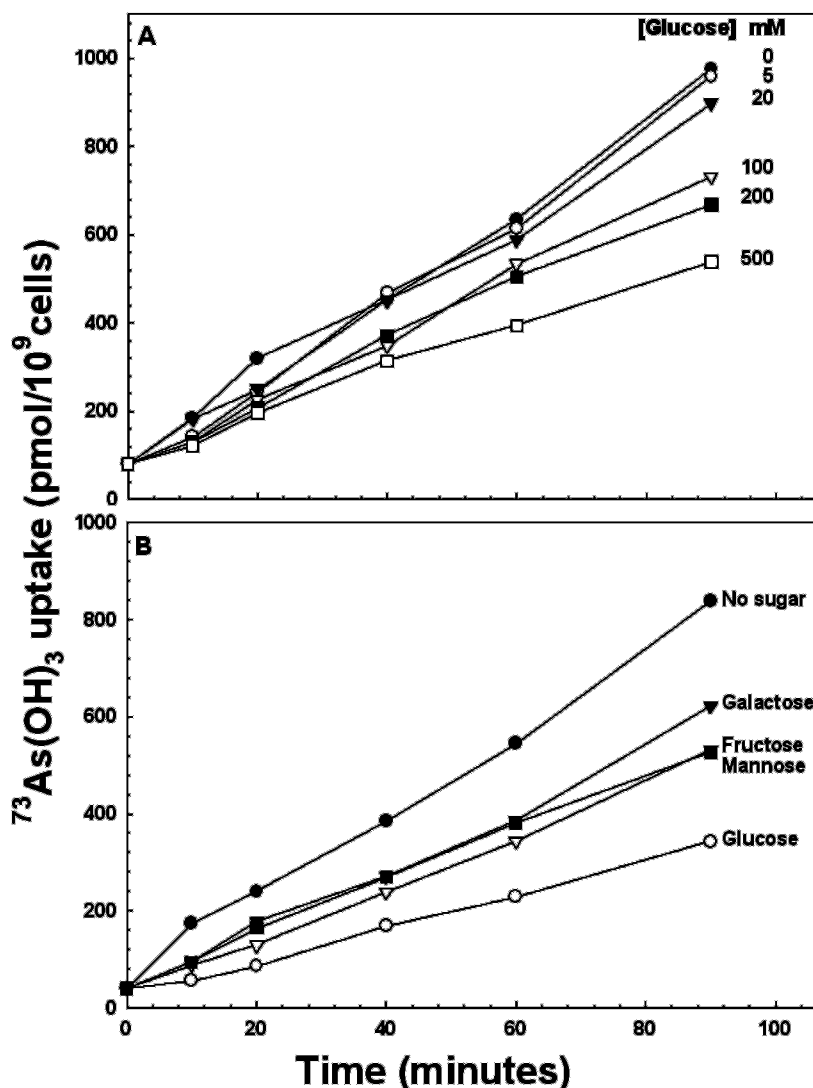 A
[Glucose] mM
0
5
20
100
200
500
1000
800
600
400
200
0
⁷³As(OH)₃ uptake (pmol/10⁹cells)
B
1000
800
600
400
200
0
No sugar
Galactose
Fructose
Mannose
Glucose
0 20 40 60 80 100
Time (minutes)